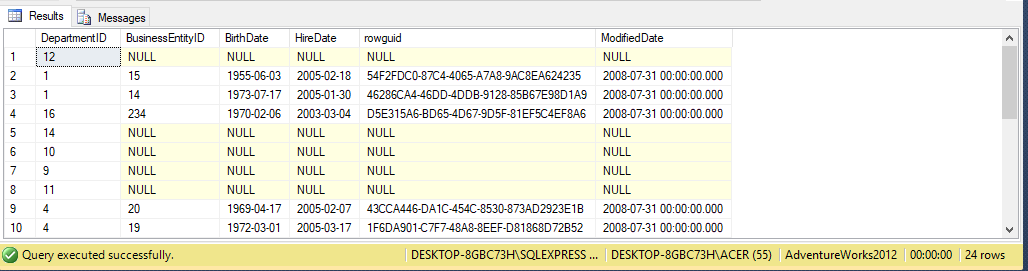 Results Messages
DepartmentID BusinessEntityID BirthDate HireDate rowguid ModifiedDate
1 12 NULL NULL NULL NULL NULL
2 1 15 1955-06-03 2005-02-18 54F2FDC0-87C4-4065-A7A8-9AC8EA624235 2008-07-31 00:00:00.000
3 1 14 1973-07-17 2005-01-30 46286CA4-46DD-4DDB-9128-85B67E98D1A9 2008-07-31 00:00:00.000
4 16 234 1970-02-06 2003-03-04 D5E315A6-BD65-4D67-9D5F-81EF5C4EF8A6 2008-07-31 00:00:00.000
5 14 NULL NULL NULL NULL NULL
6 10 NULL NULL NULL NULL NULL
7 9 NULL NULL NULL NULL NULL
8 11 NULL NULL NULL NULL NULL
9 4 20 1969-04-17 2005-02-07 43CCA446-DA1C-454C-8530-873AD2923E1B 2008-07-31 00:00:00.000
10 4 19 1972-03-01 2005-03-17 1F6DA901-C7F7-48A8-8EEF-D81868D72B52 2008-07-31 00:00:00.000
Query executed successfully. DESKTOP-8GBC73H\SQLEXPRESS ... DESKTOP-8GBC73H\ACER (55) AdventureWorks2012 00:00:00 24 rows